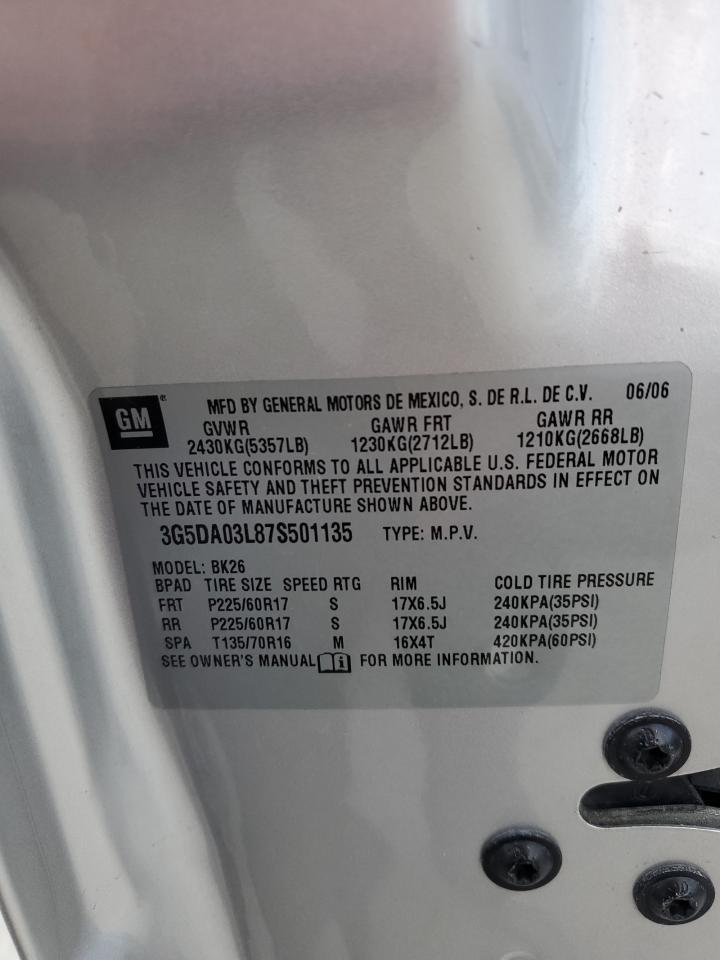 GM ® MFD BY GENERAL MOTORS DE MEXICO, S. DE R.L. DE C.V. 06/06
GVWR GAWR FRT GAWR RR
2430KG(5357LB) 1230KG(2712LB) 1210KG(2668LB)
THIS VEHICLE CONFORMS TO ALL APPLICABLE U.S. FEDERAL MOTOR
VEHICLE SAFETY AND THEFT PREVENTION STANDARDS IN EFFECT ON
THE DATE OF MANUFACTURE SHOWN ABOVE.
3G5DA03L87S501135 TYPE: M.P.V.
MODEL: BK26
BPAD TIRE SIZE SPEED RTG RIM COLD TIRE PRESSURE
FRT P225/60R17 S 17X6.5J 240KPA(35PSI)
RR P225/60R17 S 17X6.5J 240KPA(35PSI)
SPA T135/70R16 M 16X4T 420KPA(60PSI)
SEE OWNER'S MANUAL i FOR MORE INFORMATION.